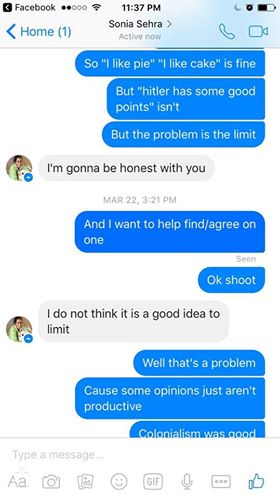 Facebook 11:37 PM
Home (1) Sonia Sehra
Active now
So "I like pie" "I like cake" is fine
But "hitler has some good
points" isn't
But the problem is the limit
I'm gonna be honest with you
MAR 22, 3:21 PM
And I want to help find/agree on
one
Seen
Ok shoot
I do not think it is a good idea to
limit
Well that's a problem
Cause some opinions just aren't
productive
Colonialism was good
Type a message...
Aa GIF